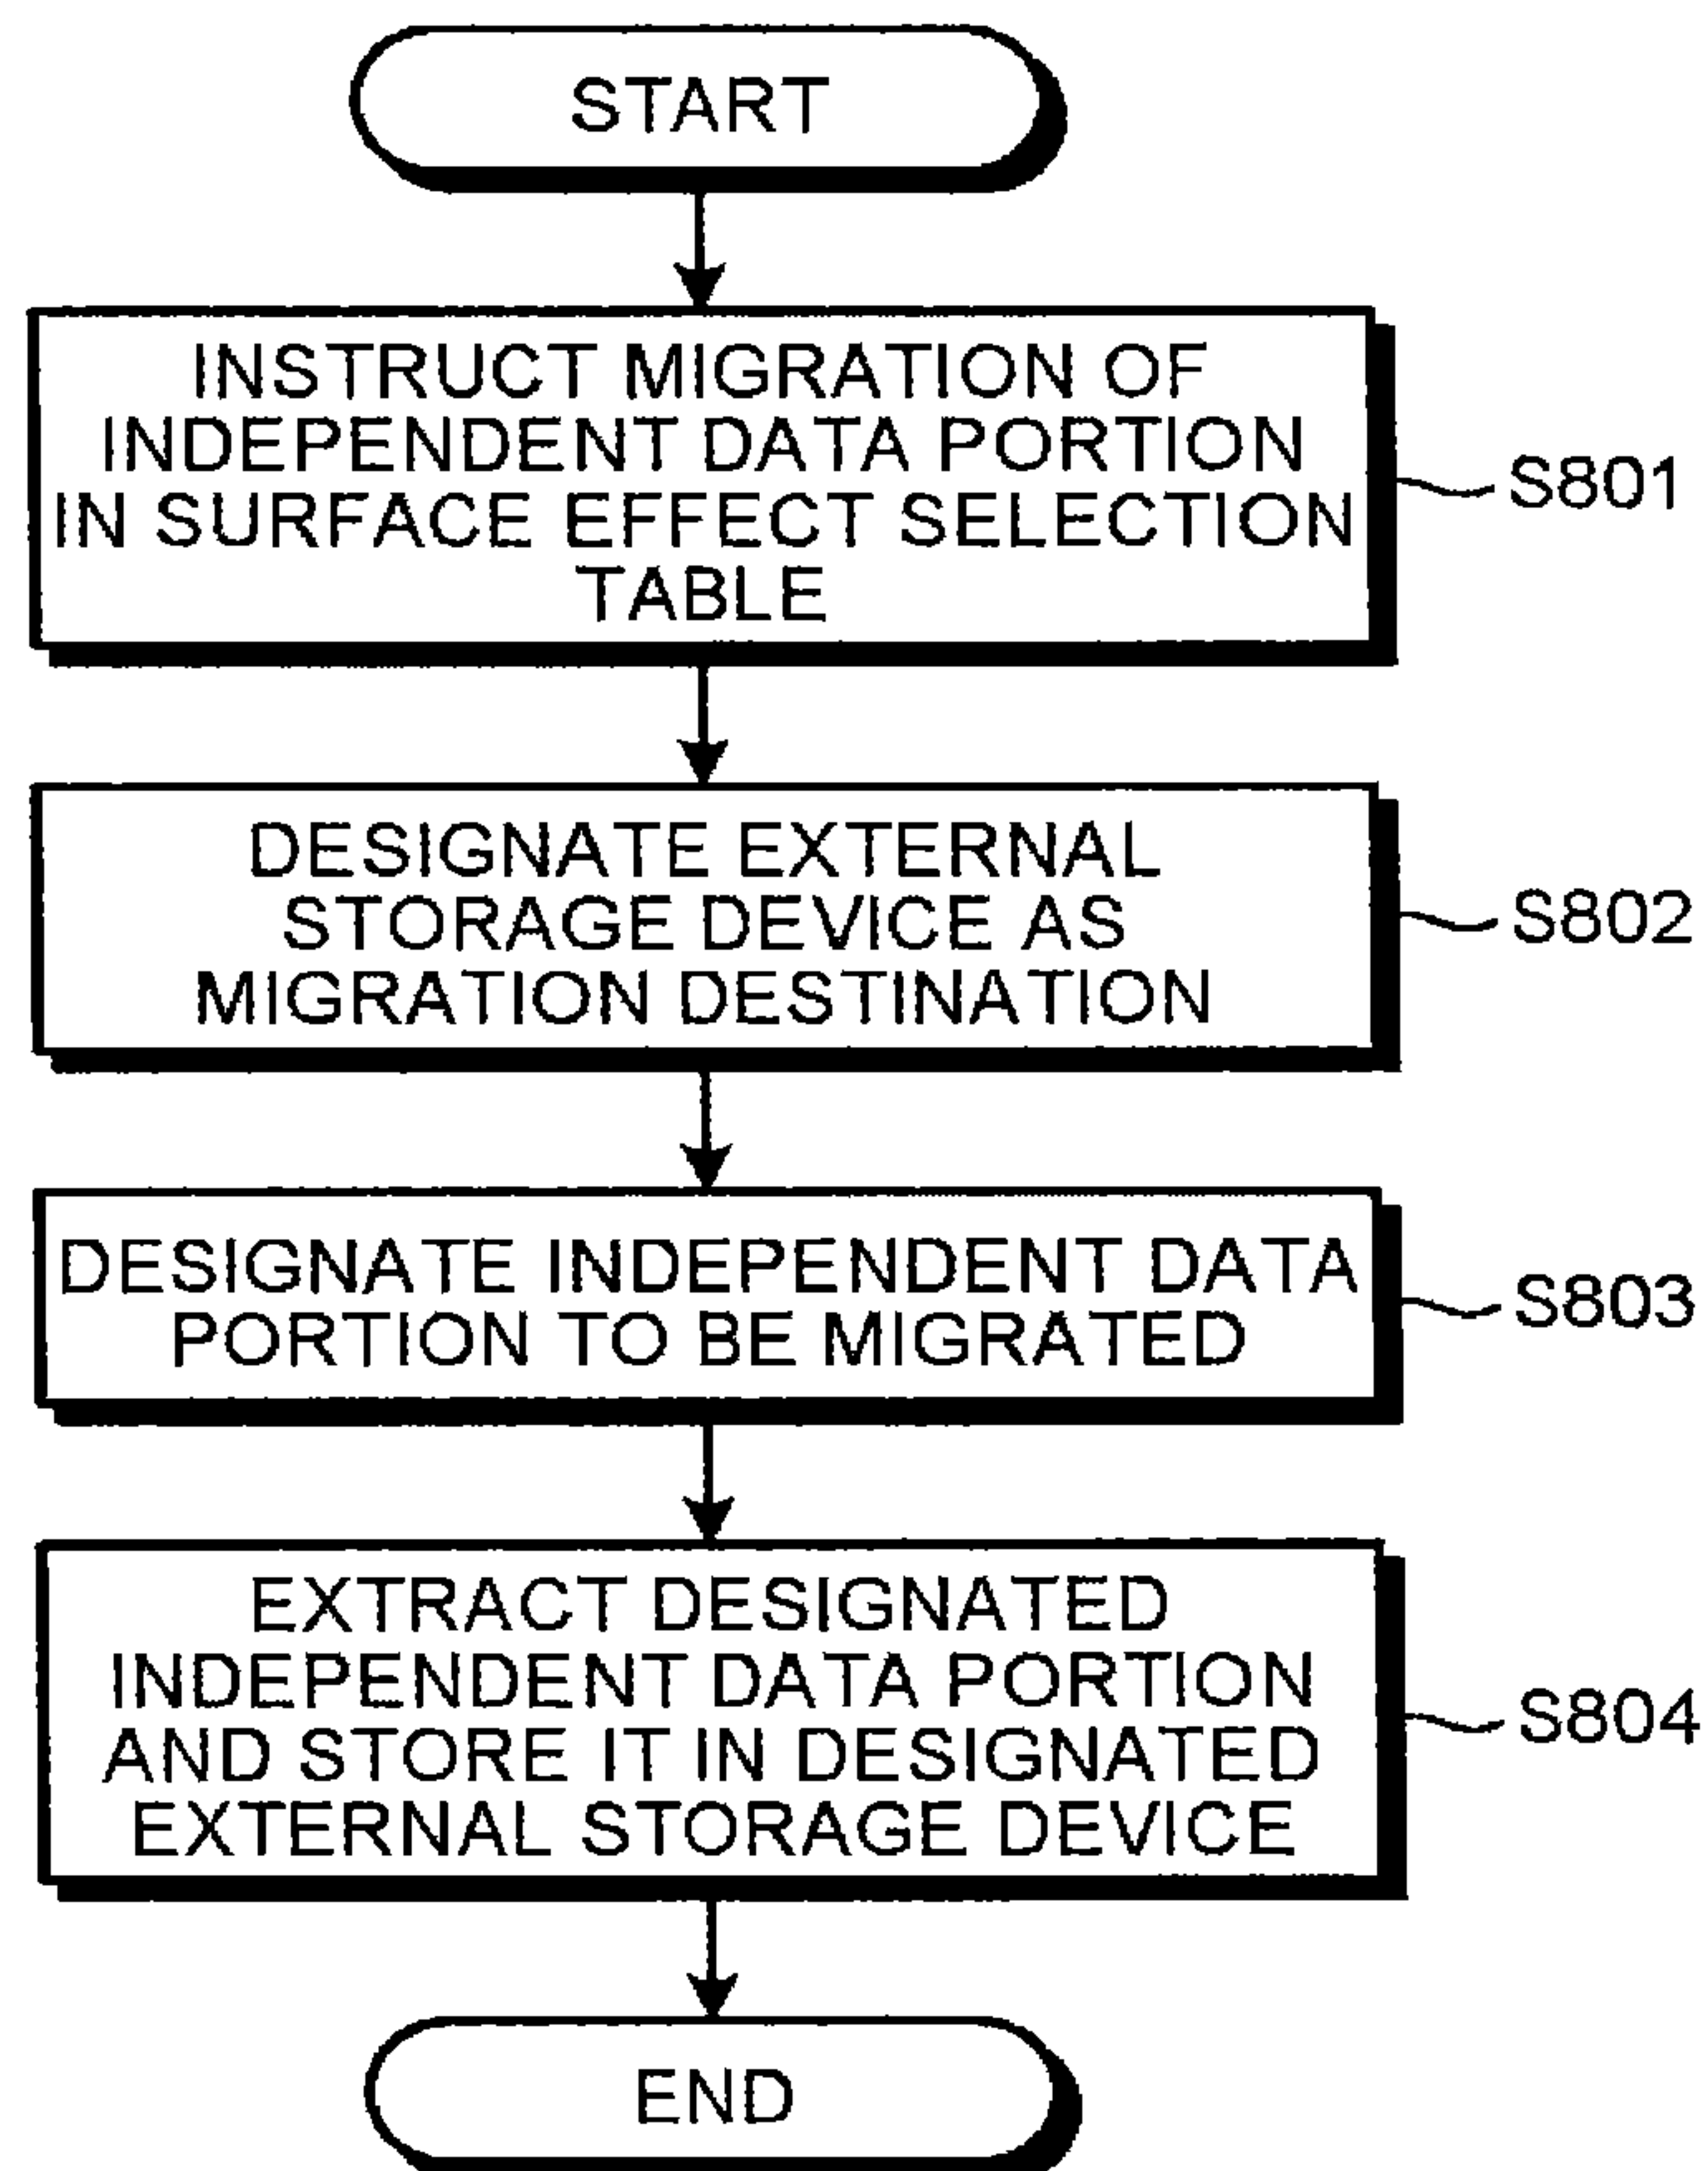 START
INSTRUCT MIGRATION OF
INDEPENDENT DATA PORTION
IN SURFACE EFFECT SELECTION
TABLE
S801
DESIGNATE EXTERNAL
STORAGE DEVICE AS
MIGRATION DESTINATION
S802
DESIGNATE INDEPENDENT DATA
PORTION TO BE MIGRATED
S803
EXTRACT DESIGNATED
INDEPENDENT DATA PORTION
AND STORE IT IN DESIGNATED
EXTERNAL STORAGE DEVICE
S804
END